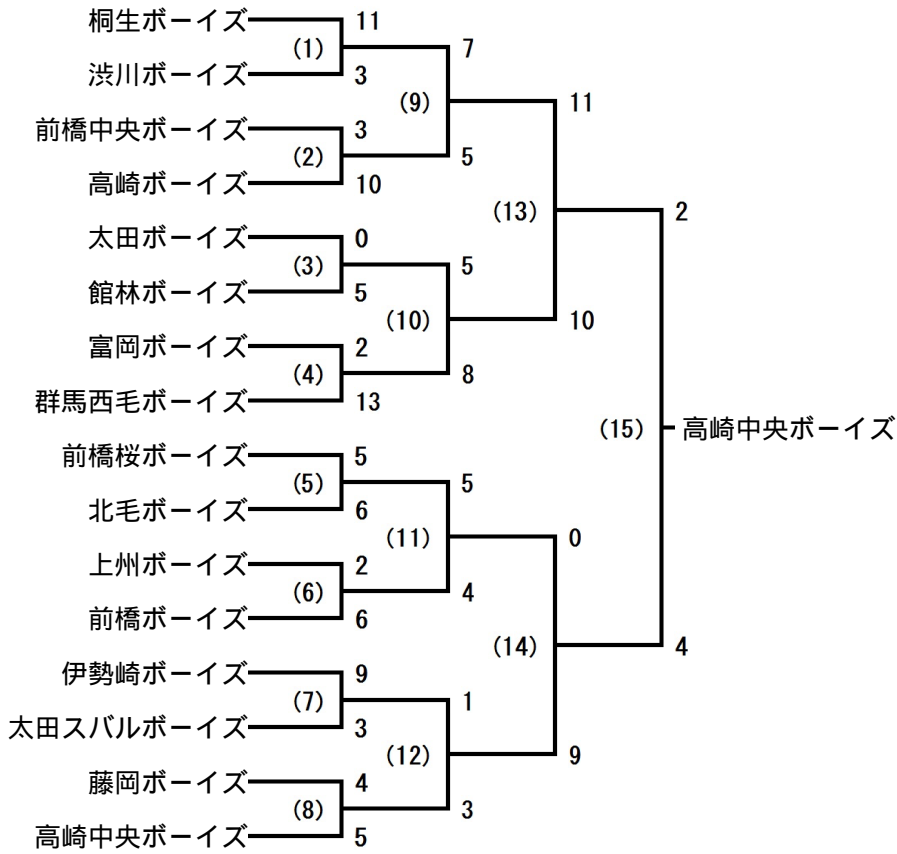 桐生ボーイズ 11
(1) 7
渋川ボーイズ 3
(9) 11
前橋中央ボーイズ 3
(2) 5
高崎ボーイズ 10
(13) 2
太田ボーイズ 0
(3) 5
館林ボーイズ 5
(10) 10
富岡ボーイズ 2
(4) 8
群馬西毛ボーイズ 13
(15) 高崎中央ボーイズ
前橋桜ボーイズ 5
(5) 5
北毛ボーイズ 6
(11) 0
上州ボーイズ 2
(6) 4
前橋ボーイズ 6
(14) 4
伊勢崎ボーイズ 9
(7) 1
太田スバルボーイズ 3
(12) 9
藤岡ボーイズ 4
(8) 3
高崎中央ボーイズ 5